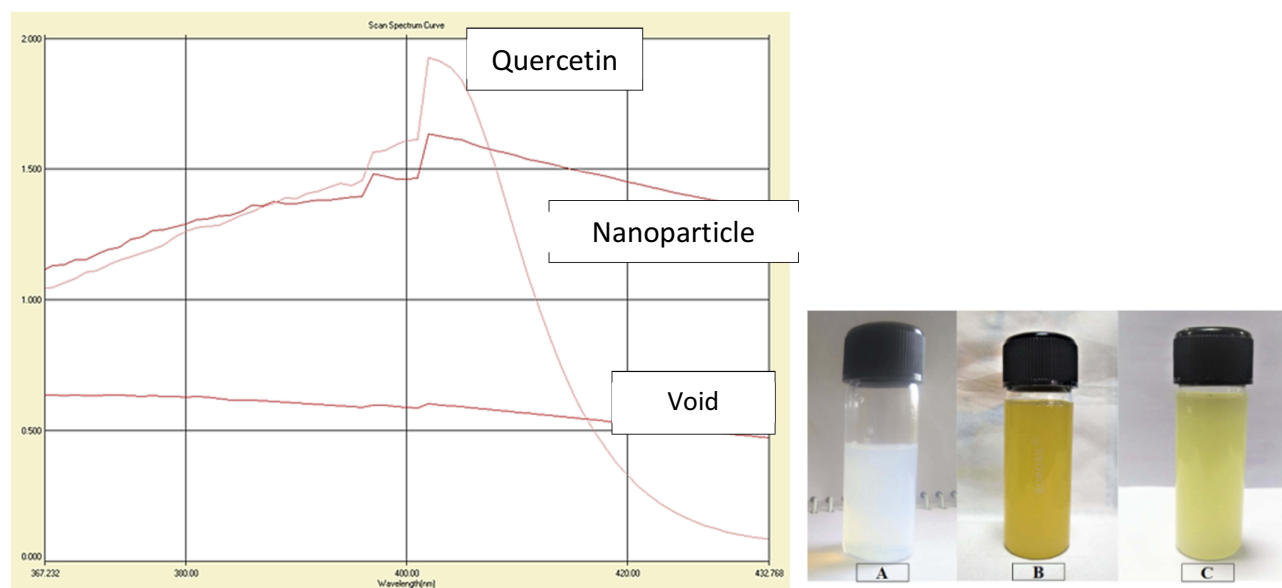 Scan Spectrum Curve
2.000
Quercetin
1.500
Nanoparticle
1.000
Void
0.500
0.000
367.232 380.00 400.00 420.00 432.768
Wavelength[nm]
A B C